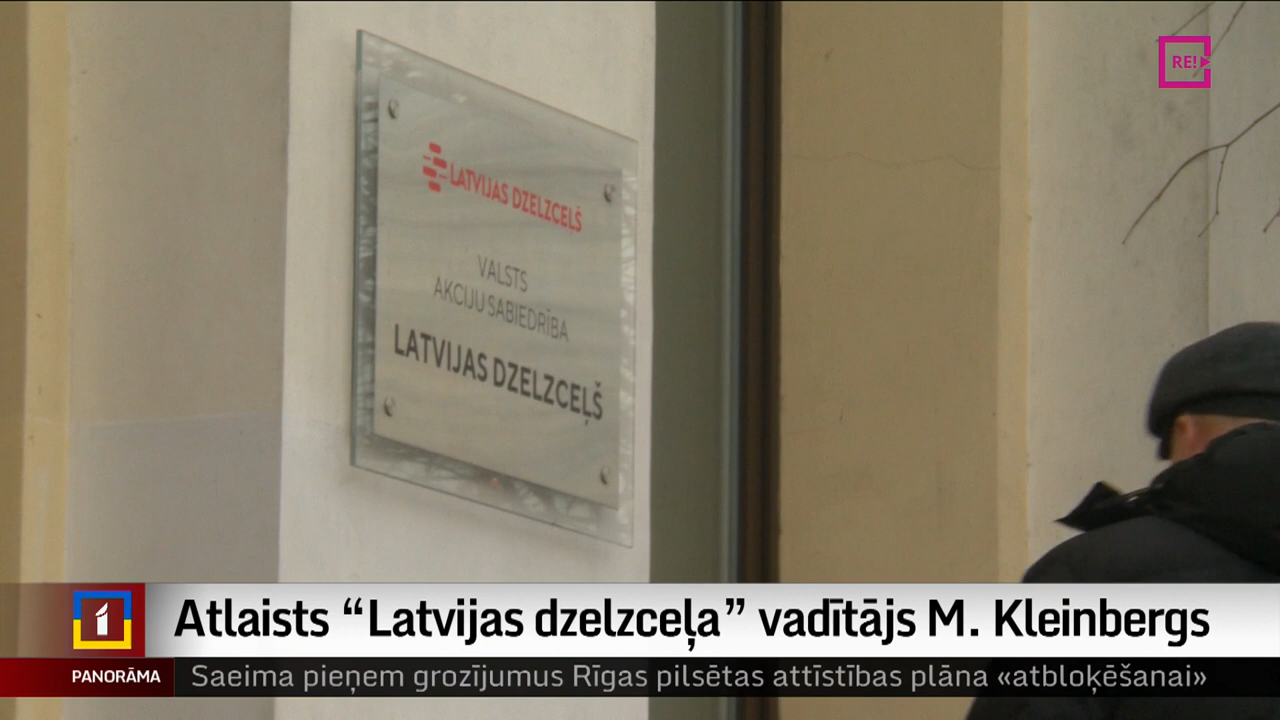 RE!
LATVIJAS DZELZCEĻŠ
VALSTS
AKCIJU SABIEDRĪBA
LATVIJAS DZELZCEĻŠ
1
Atlaists “Latvijas dzelzceļa” vadītājs M. Kleinbergs
PANORĀMA
Saeima pieņem grozījumus Rīgas pilsētas attīstības plāna «atbloķēšanai»